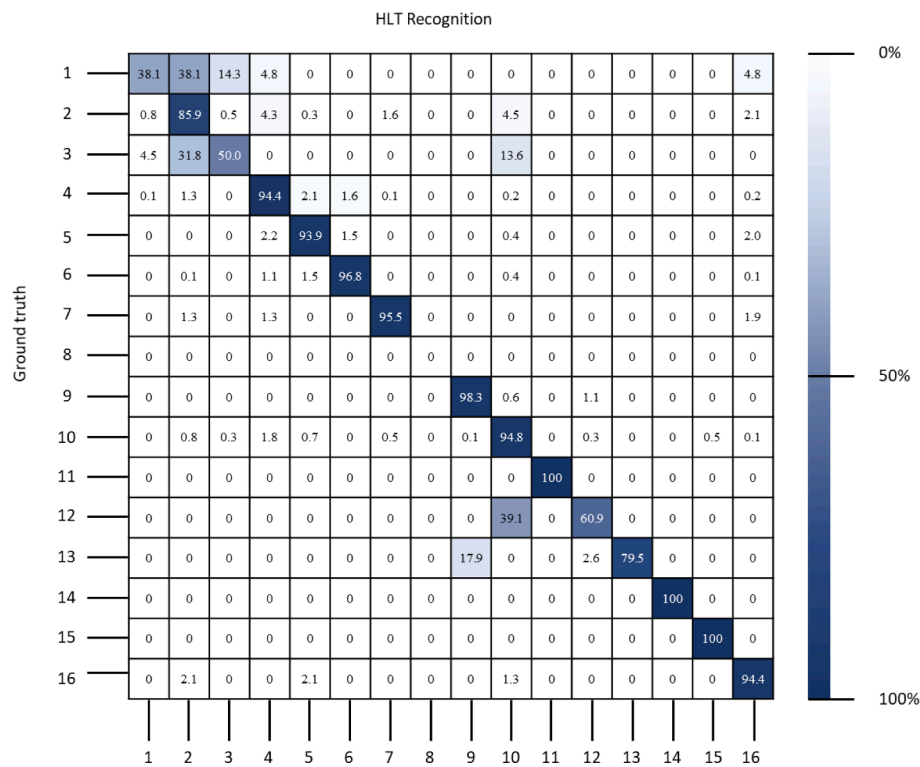 HLT Recognition
0%
1 38.1 38.1 14.3 4.8 0 0 0 0 0 0 0 0 0 0 0 4.8
2 0.8 85.9 0.5 4.3 0.3 0 1.6 0 0 4.5 0 0 0 0 0 2.1
3 4.5 31.8 50.0 0 0 0 0 0 0 13.6 0 0 0 0 0 0
4 0.1 1.3 0 94.4 2.1 1.6 0.1 0 0 0.2 0 0 0 0 0 0.2
5 0 0 0 2.2 93.9 1.5 0 0 0 0.4 0 0 0 0 0 2.0
6 0 0.1 0 1.1 1.5 96.8 0 0 0 0.4 0 0 0 0 0 0.1
7 0 1.3 0 1.3 0 0 95.5 0 0 0 0 0 0 0 0 1.9
Ground truth
8 0 0 0 0 0 0 0 0 0 0 0 0 0 0 0 0
50%
9 0 0 0 0 0 0 0 0 98.3 0.6 0 1.1 0 0 0 0
10 0 0.8 0.3 1.8 0.7 0 0.5 0 0.1 94.8 0 0.3 0 0 0.5 0.1
11 0 0 0 0 0 0 0 0 0 0 100 0 0 0 0 0
12 0 0 0 0 0 0 0 0 0 39.1 0 60.9 0 0 0 0
13 0 0 0 0 0 0 0 0 17.9 0 0 2.6 79.5 0 0 0
14 0 0 0 0 0 0 0 0 0 0 0 0 0 100 0 0
15 0 0 0 0 0 0 0 0 0 0 0 0 0 0 100 0
16 0 2.1 0 0 2.1 0 0 0 0 1.3 0 0 0 0 0 94.4
100%
1 2 3 4 5 6 7 8 9 10 11 12 13 14 15 16